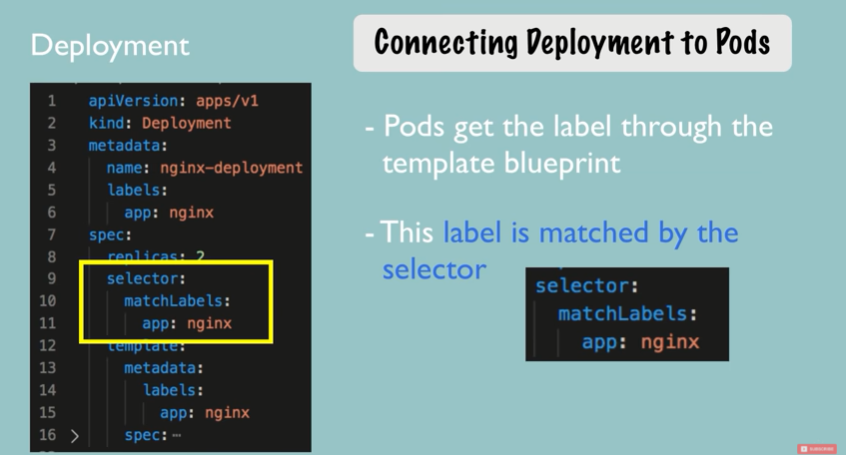 Deployment
Connecting Deployment to Pods
1 apiVersion: apps/v1
2 kind: Deployment
3 metadata:
4 name: nginx-deployment
5 labels:
6 app: nginx
7 spec:
8 replicas: 2
9 selector:
10 matchLabels:
11 app: nginx
12 template:
13 metadata:
14 labels:
15 app: nginx
16 > spec:⋯
- Pods get the label through the
template blueprint
- This label is matched by the
selector
selector:
matchLabels:
app: nginx
SUBSCRIBE